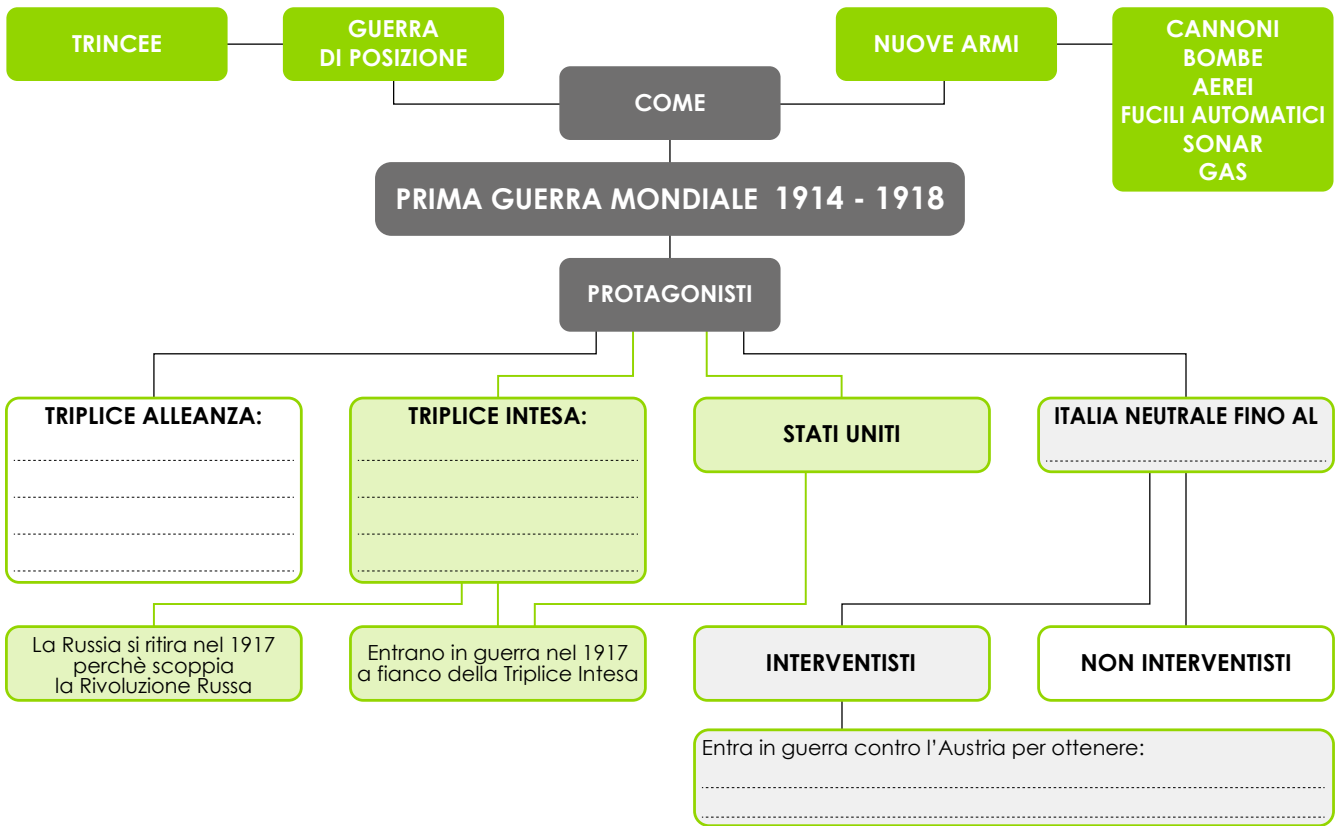 TRINCEE
GUERRA
DI POSIZIONE
NUOVE ARMI
CANNONI
BOMBE
AEREI
FUCILI AUTOMATICI
SONAR
GAS
COME
PRIMA GUERRA MONDIALE 1914 - 1918
PROTAGONISTI
TRIPLICE ALLEANZA:
TRIPLICE INTESA:
STATI UNITI
ITALIA NEUTRALE FINO AL
La Russia si ritira nel 1917
perchè scoppia
la Rivoluzione Russa
Entrano in guerra nel 1917
a fianco della Triplice Intesa
INTERVENTISTI
NON INTERVENTISTI
Entra in guerra contro l'Austria per ottenere: